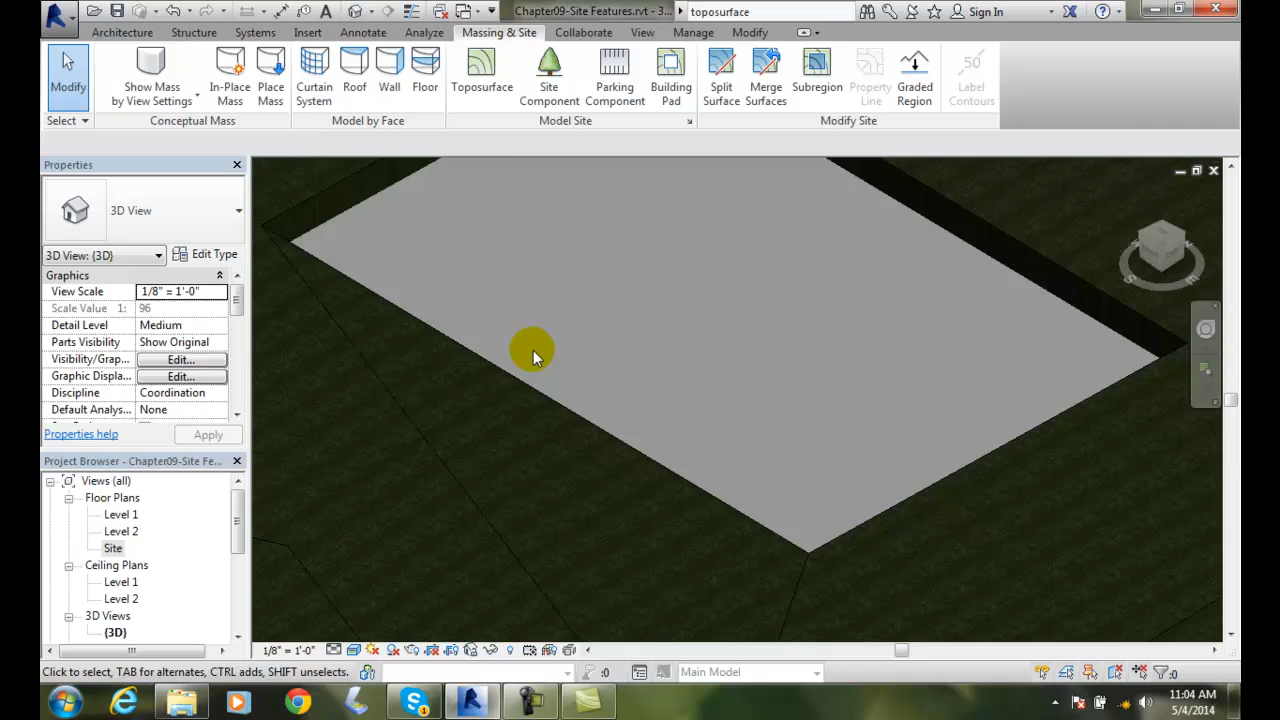 Chapter09-Site Features.rvt - 3...
toposurface
Sign In
Architecture Structure Systems Insert Annotate Analyze Massing & Site Collaborate View Manage Modify
Modify
Show Mass
by View Settings
In-Place
Mass
Place
Mass
Curtain
System
Roof
Wall
Floor
Toposurface
Site
Component
Parking
Component
Building
Pad
Split
Surface
Merge
Surfaces
Subregion
Property
Line
Graded
Region
50
Label
Contours
Select
Conceptual Mass
Model by Face
Model Site
Modify Site
Properties
3D View
3D View: {3D}
Edit Type
Graphics
View Scale 1/8" = 1'-0"
Scale Value 1: 96
Detail Level Medium
Parts Visibility Show Original
Visibility/Grap... Edit...
Graphic Displa... Edit...
Discipline Coordination
Default Analys... None
Properties help
Apply
Project Browser - Chapter09-Site Fe...
Views (all)
Floor Plans
Level 1
Level 2
Site
Ceiling Plans
Level 1
Level 2
3D Views
{3D}
1/8" = 1'-0"
Click to select, TAB for alternates, CTRL adds, SHIFT unselects.
:0
Main Model
:0
11:04 AM
5/4/2014